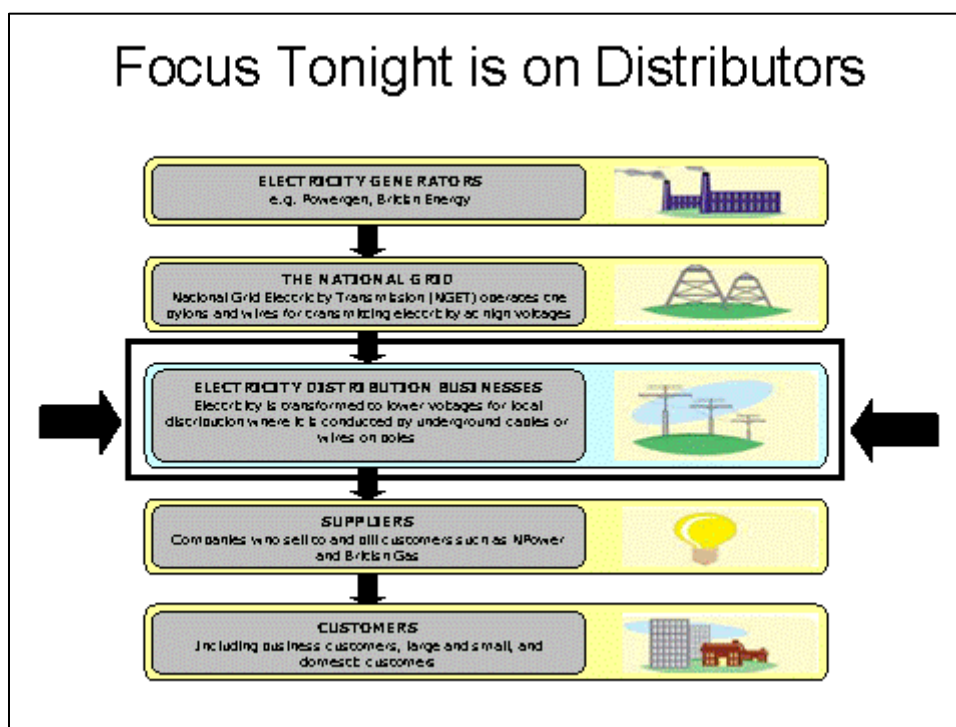 Focus Tonight is on Distributors
ELECTRICITY GENERATORS
e.g. Powergen, British Energy
THE NATIONAL GRID
National Grid Electricity Transmission (NGET) operates the
pylons and wires for transmitting electricity at high voltages
ELECTRICITY DISTRIBUTION BUSINESSES
Electricity is transformed to lower voltages for local
distribution where it is conducted by underground cables or
wires on poles
SUPPLIERS
Companies who sell to and bill customers such as NPower
and British Gas
CUSTOMERS
Including business customers, large and small, and
domestic customers